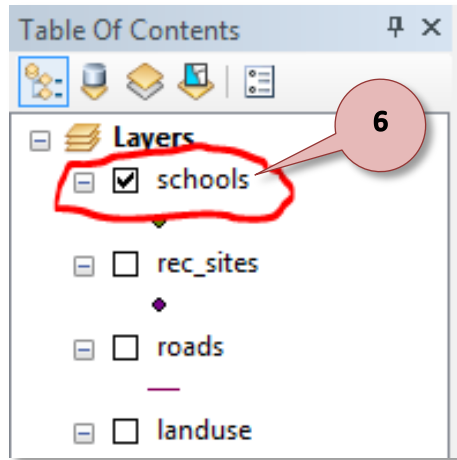 Table Of Contents
6
Layers
schools
rec_sites
roads
landuse